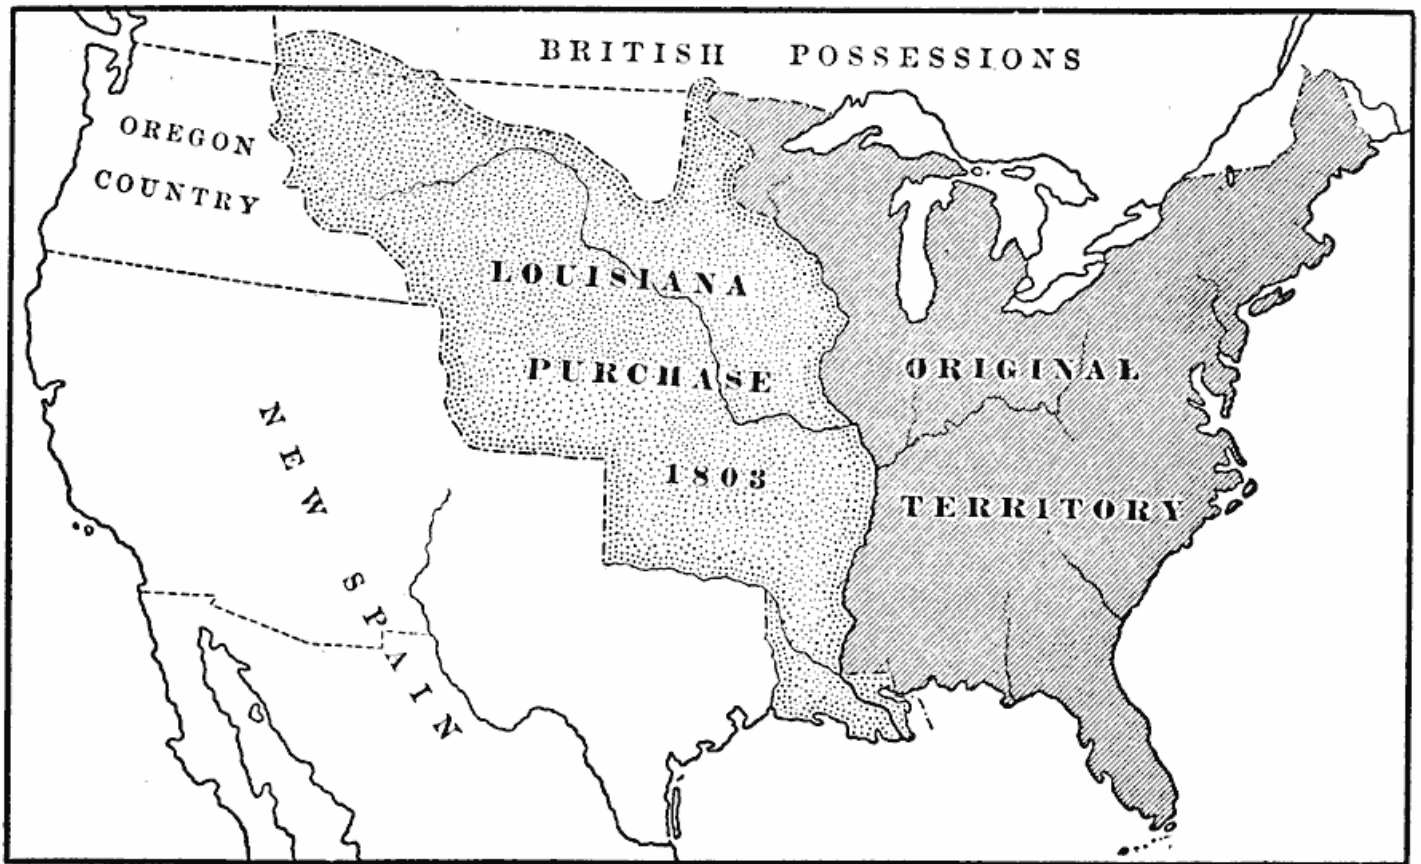 BRITISH POSSESSIONS
OREGON
COUNTRY
LOUISIANA
PURCHASE
1803
ORIGINAL
TERRITORY
NEW SPAIN